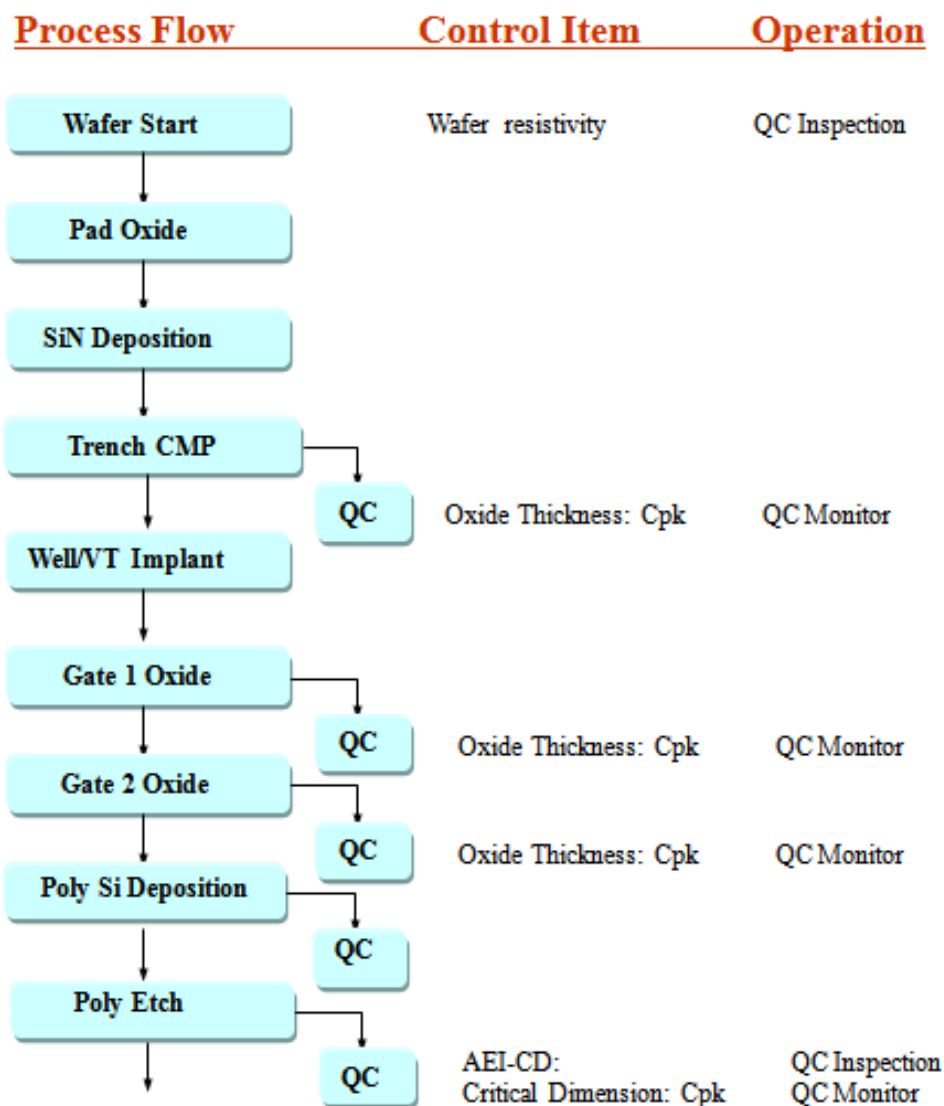 Process Flow Control Item Operation
Wafer Start Wafer resistivity QC Inspection
Pad Oxide
SiN Deposition
Trench CMP
QC Oxide Thickness: Cpk QC Monitor
Well/VT Implant
Gate 1 Oxide
QC Oxide Thickness: Cpk QC Monitor
Gate 2 Oxide
QC Oxide Thickness: Cpk QC Monitor
Poly Si Deposition
QC
Poly Etch
QC AEI-CD: QC Inspection
Critical Dimension: Cpk QC Monitor